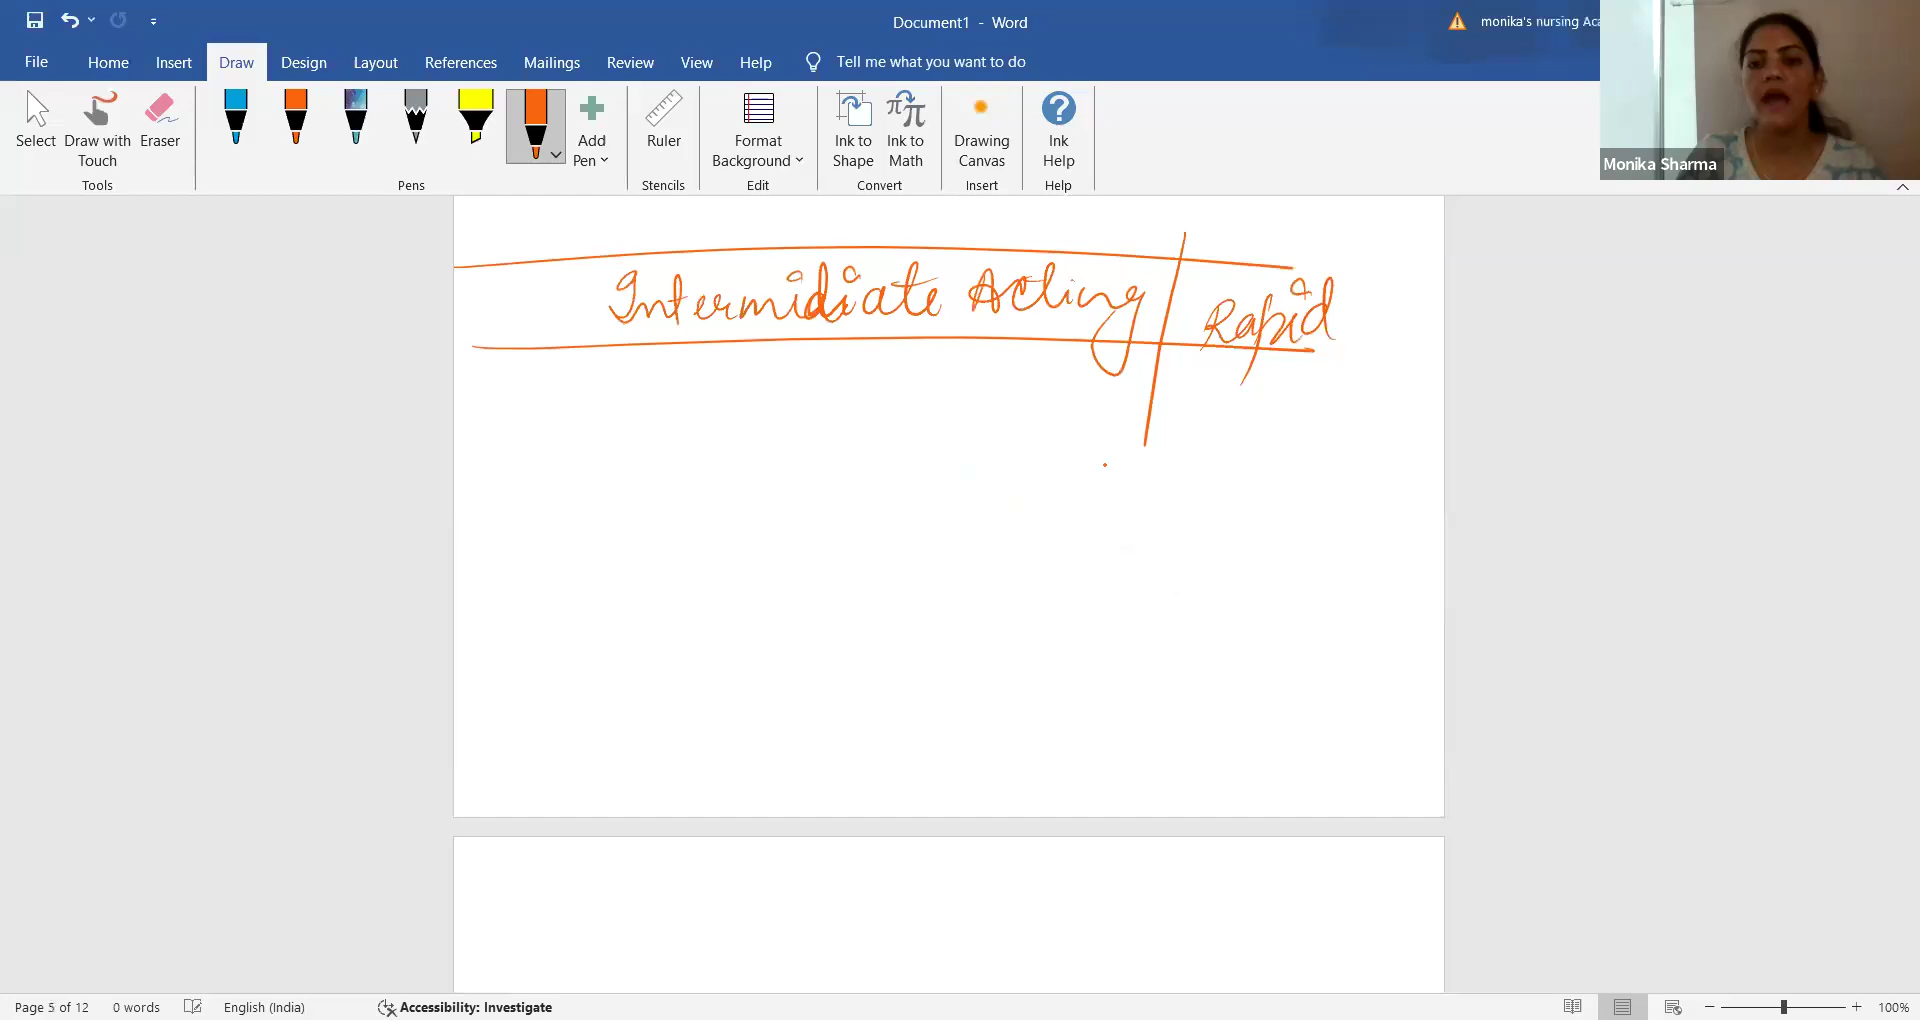 Document1 - Word
monika's nursing Aca
File Home Insert Draw Design Layout References Mailings Review View Help Tell me what you want to do
Select
Draw with Touch
Eraser
Add Pen
Ruler
Format Background
Ink to Shape
Ink to Math
Drawing Canvas
Ink Help
Tools Pens Stencils Edit Convert Insert Help
Monika Sharma
Intermidiate Acting Rapid
Page 5 of 12 0 words English (India) Accessibility: Investigate 100%